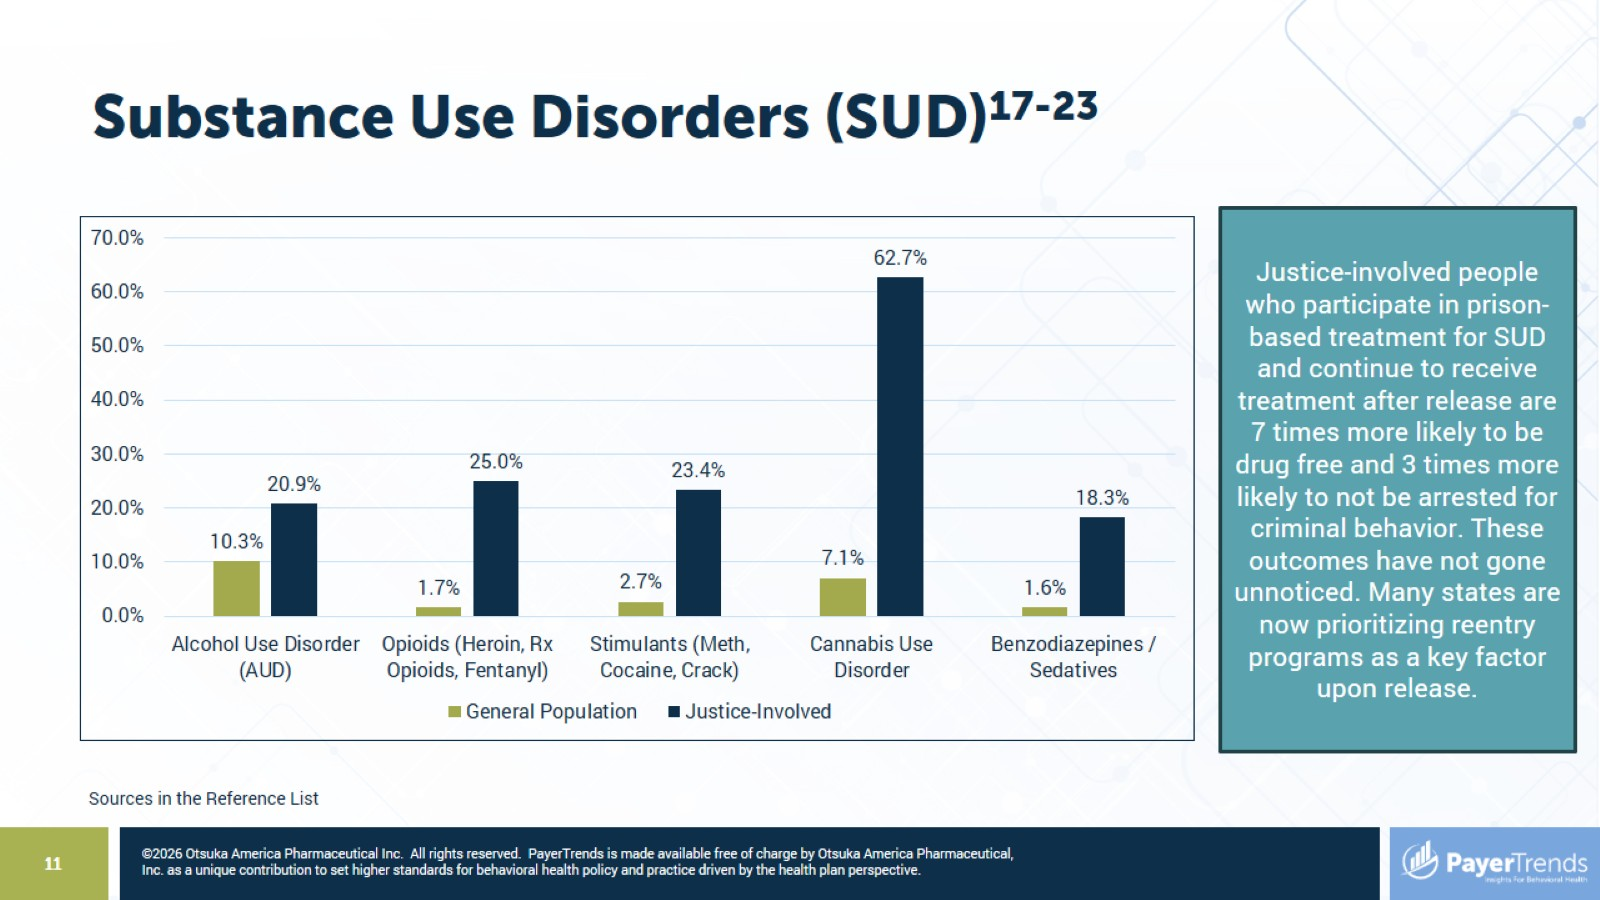 Substance Use Disorders (SUD)17-23
70.0%
60.0%
50.0%
40.0%
30.0%
20.0%
10.0%
0.0%
10.3%
20.9%
1.7%
25.0%
2.7%
23.4%
7.1%
62.7%
1.6%
18.3%
Alcohol Use Disorder
(AUD)
Opioids (Heroin, Rx
Opioids, Fentanyl)
Stimulants (Meth,
Cocaine, Crack)
Cannabis Use
Disorder
Benzodiazepines /
Sedatives
General Population
Justice-Involved
Justice-involved people
who participate in prison-
based treatment for SUD
and continue to receive
treatment after release are
7 times more likely to be
drug free and 3 times more
likely to not be arrested for
criminal behavior. These
outcomes have not gone
unnoticed. Many states are
now prioritizing reentry
programs as a key factor
upon release.
Sources in the Reference List
11
©2026 Otsuka America Pharmaceutical Inc. All rights reserved. PayerTrends is made available free of charge by Otsuka America Pharmaceutical,
Inc. as a unique contribution to set higher standards for behavioral health policy and practice driven by the health plan perspective.
PayerTrends
Insights For Behavioral Health